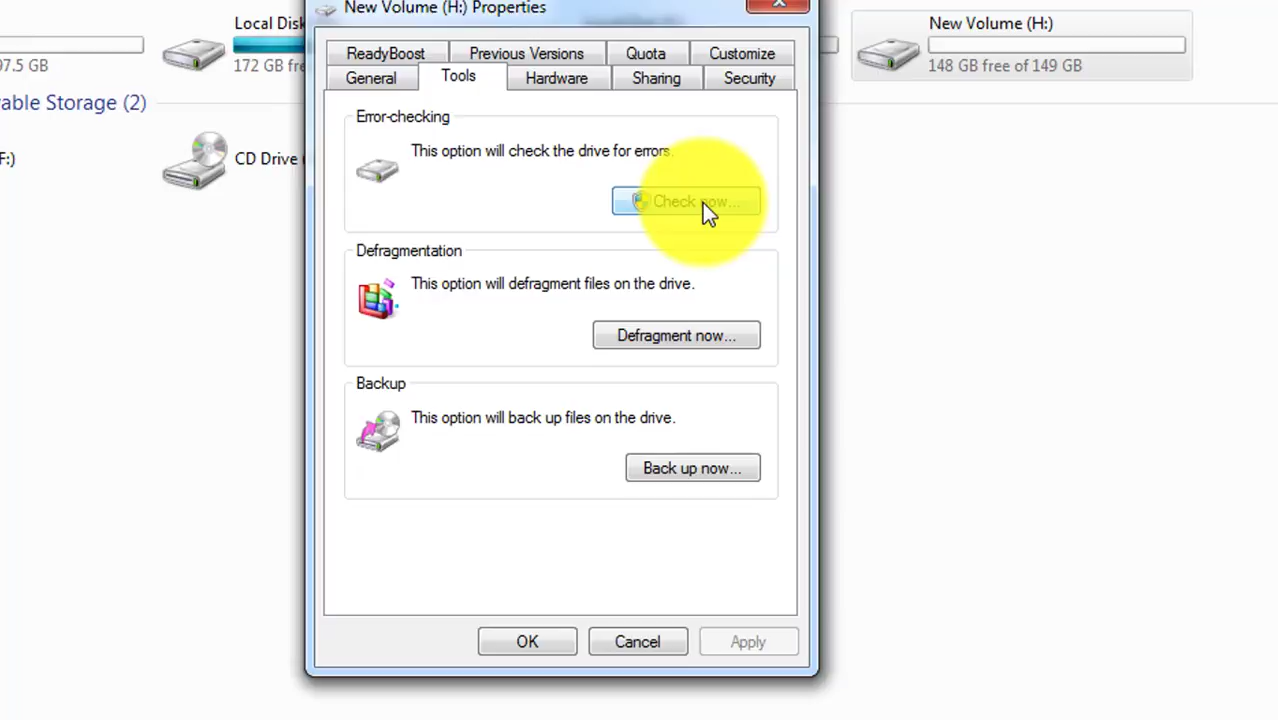 New Volume (H:) Properties
Local Disk
New Volume (H:)
97.5 GB
172 GB free
148 GB free of 149 GB
ReadyBoost
Previous Versions
Quota
Customize
General
Tools
Hardware
Sharing
Security
able Storage (2)
F:)
CD Drive
Error-checking
This option will check the drive for errors.
Check now...
Defragmentation
This option will defragment files on the drive.
Defragment now...
Backup
This option will back up files on the drive.
Back up now...
OK
Cancel
Apply